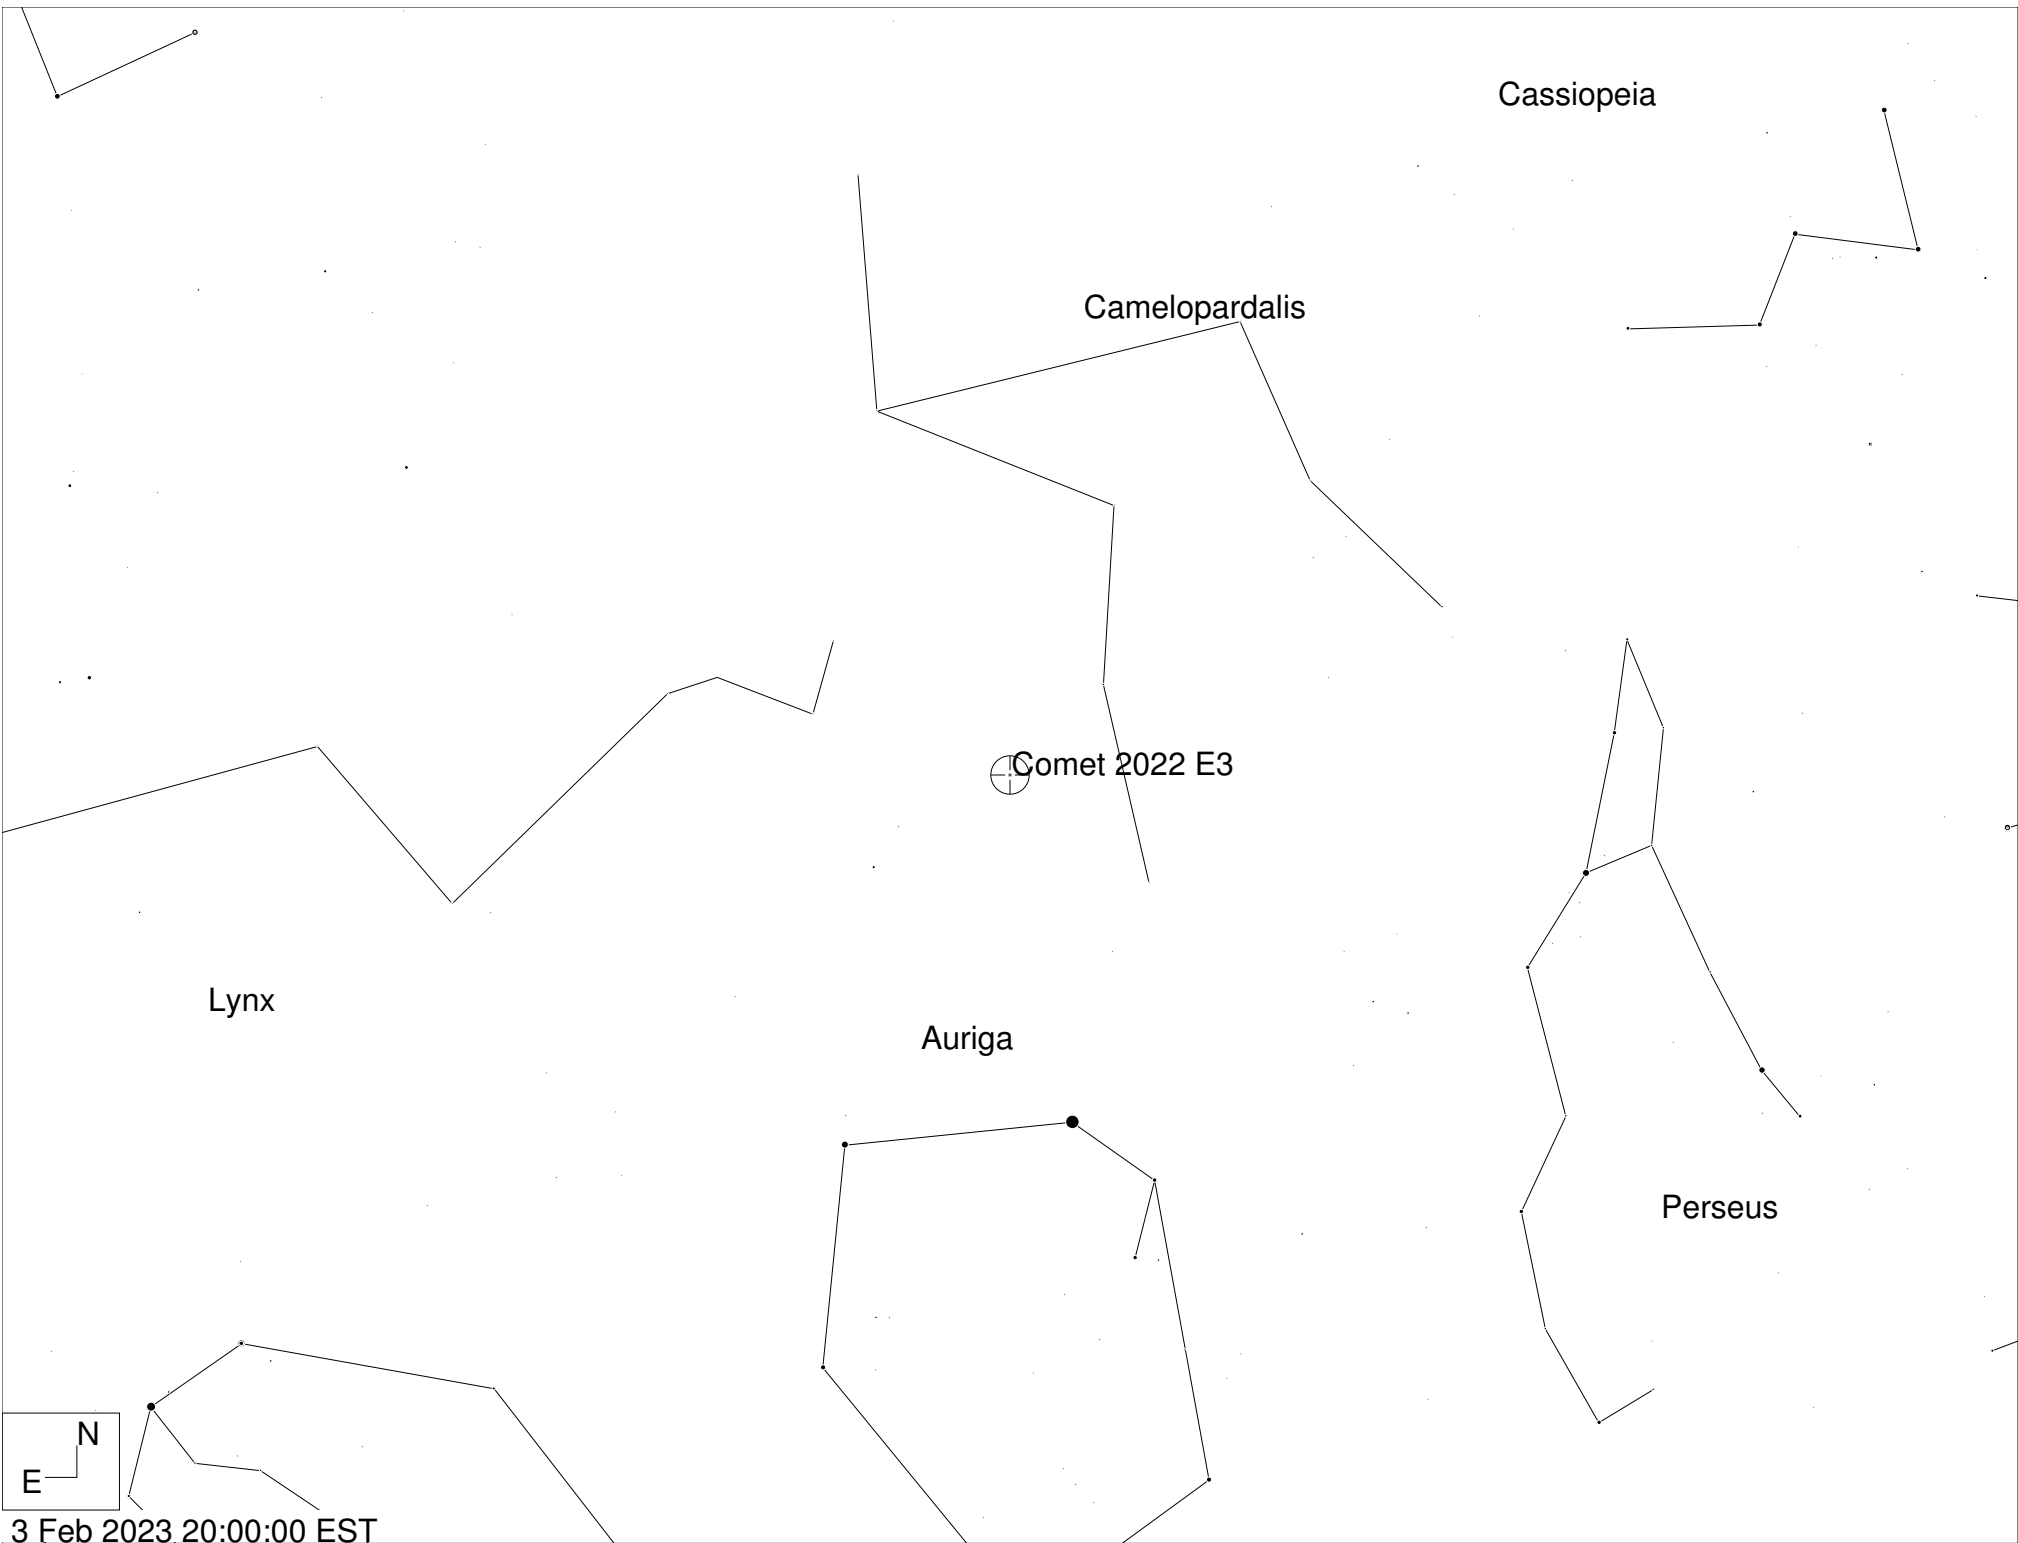 Cassiopeia
Camelopardalis
Comet 2022 E3
Lynx
Auriga
Perseus
N
E
3 Feb 2023 20:00:00 EST